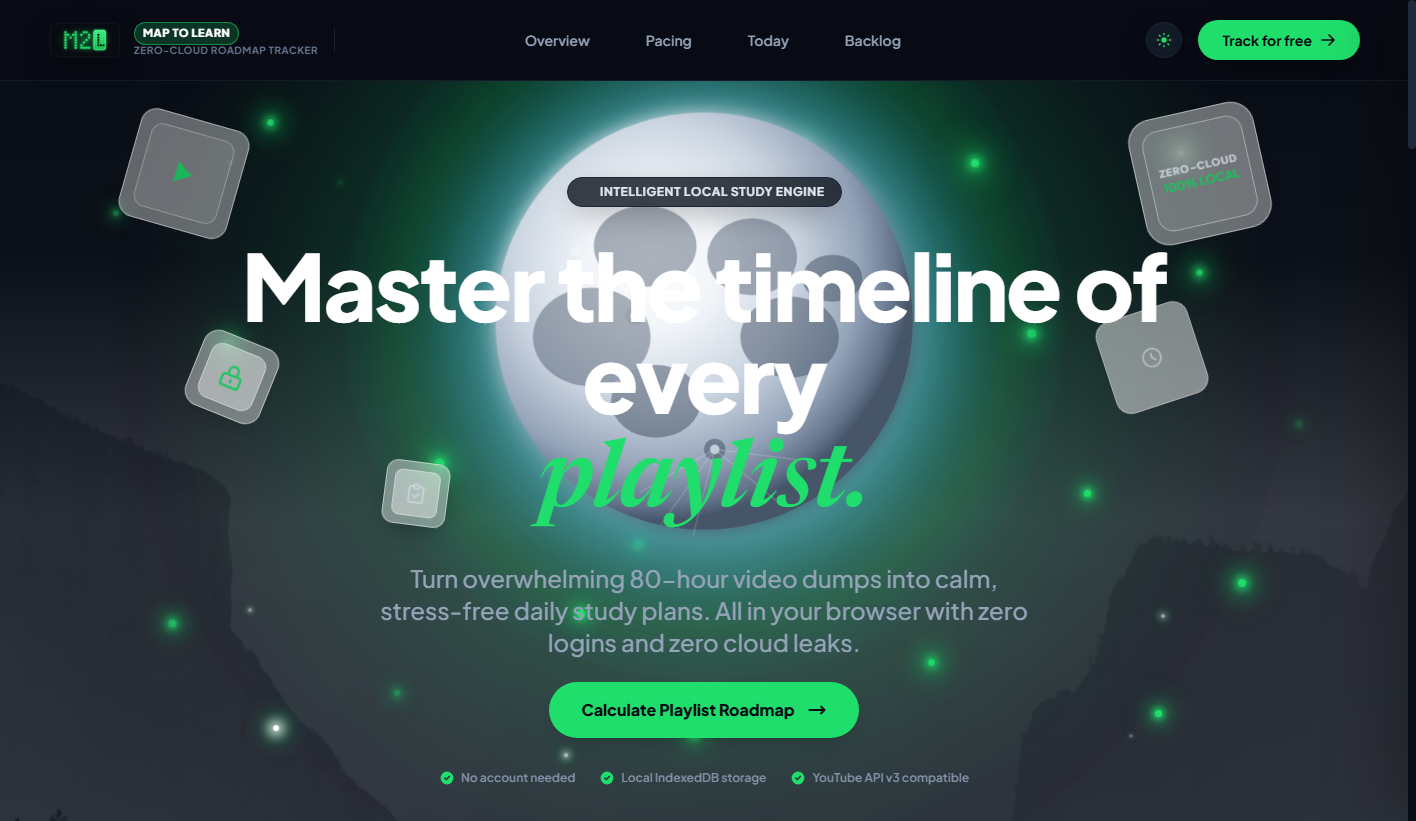 M2L
MAP TO LEARN
ZERO-CLOUD ROADMAP TRACKER
Overview
Pacing
Today
Backlog
Track for free
ZERO-CLOUD
100% LOCAL
INTELLIGENT LOCAL STUDY ENGINE
Master the timeline of
every
playlist.
Turn overwhelming 80-hour video dumps into calm,
stress-free daily study plans. All in your browser with zero
logins and zero cloud leaks.
Calculate Playlist Roadmap
No account needed
Local IndexedDB storage
YouTube API v3 compatible